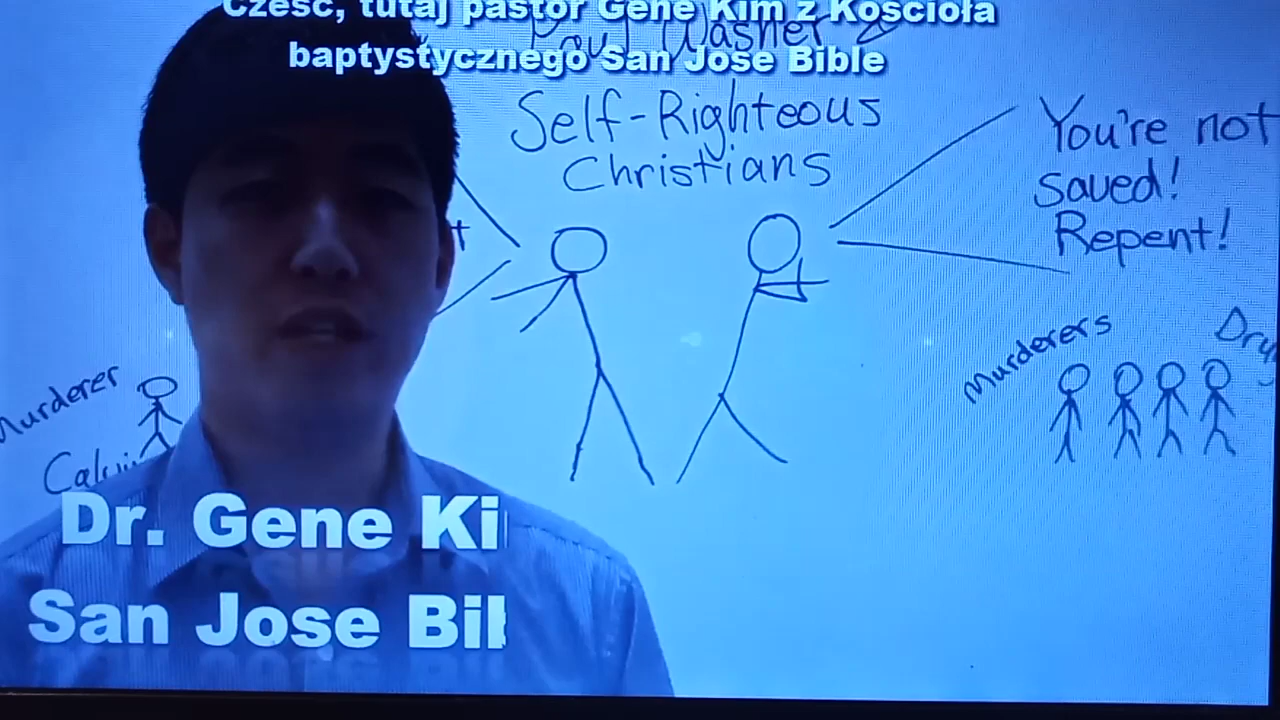 Cześć, tutaj pastor Gene Kim z Kościoła
baptystycznego San Jose Bible
Paul Washer &
Self-Righteous
Christians
You're not
saved!
Repent!
Murderers
Murderer
Dr. Gene Ki
San Jose Bi